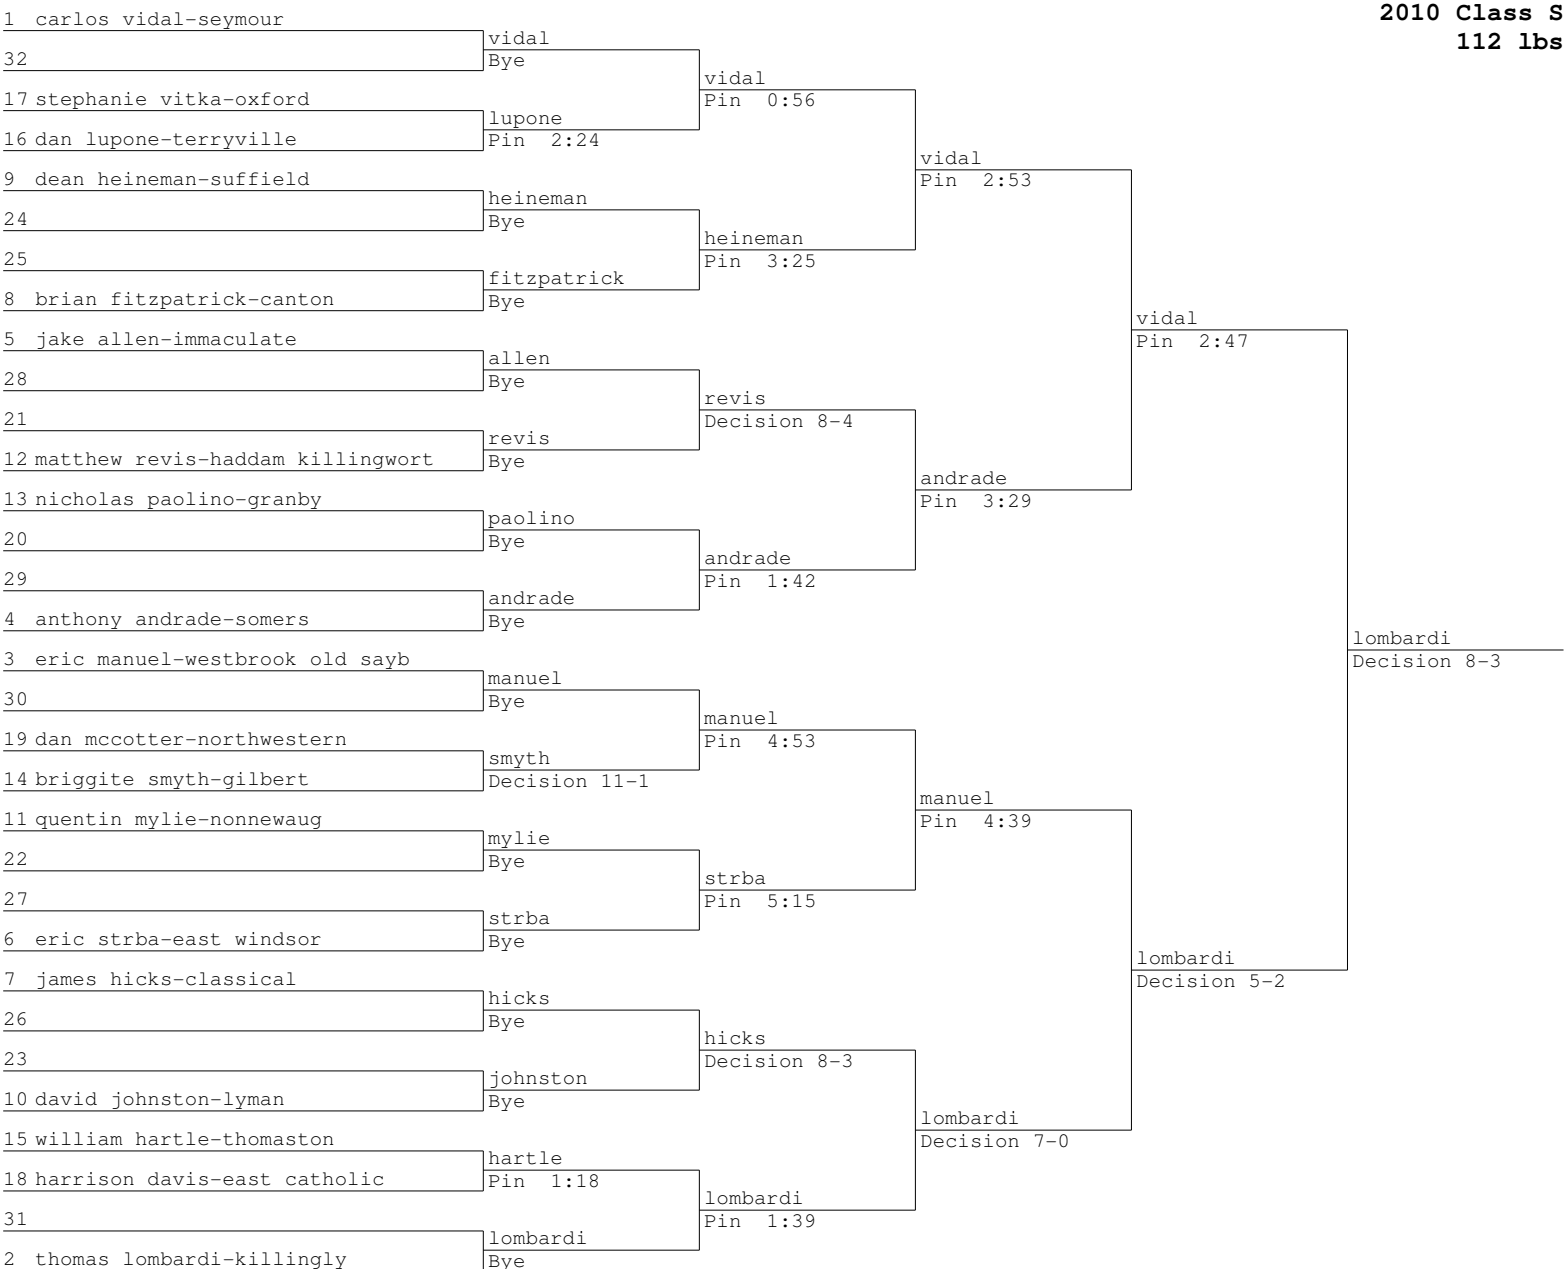 2010 Class S
112 lbs
1 carlos vidal-seymour
32
17 stephanie vitka-oxford
16 dan lupone-terryville
9 dean heineman-suffield
24
25
8 brian fitzpatrick-canton
5 jake allen-immaculate
28
21
12 matthew revis-haddam killingwort
13 nicholas paolino-granby
20
29
4 anthony andrade-somers
3 eric manuel-westbrook old sayb
30
19 dan mccotter-northwestern
14 briggite smyth-gilbert
11 quentin mylie-nonnewaug
22
27
6 eric strba-east windsor
7 james hicks-classical
26
23
10 david johnston-lyman
15 william hartle-thomaston
18 harrison davis-east catholic
31
2 thomas lombardi-killingly
vidal
Bye
lupone
Pin 2:24
heineman
Bye
fitzpatrick
Bye
allen
Bye
revis
Bye
paolino
Bye
andrade
Bye
manuel
Bye
smyth
Decision 11-1
mylie
Bye
strba
Bye
hicks
Bye
johnston
Bye
hartle
Pin 1:18
lombardi
Bye
vidal
Pin 0:56
heineman
Pin 3:25
revis
Decision 8-4
andrade
Pin 1:42
manuel
Pin 4:53
strba
Pin 5:15
hicks
Decision 8-3
lombardi
Pin 1:39
vidal
Pin 2:53
andrade
Pin 3:29
manuel
Pin 4:39
lombardi
Decision 7-0
vidal
Pin 2:47
lombardi
Decision 5-2
lombardi
Decision 8-3